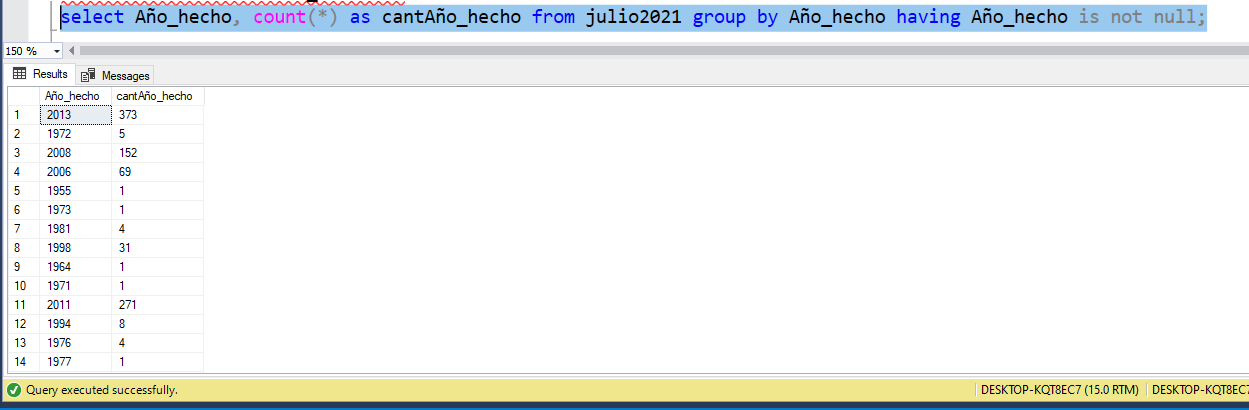 select Año_hecho, count(*) as cantAño_hecho from julio2021 group by Año_hecho having Año_hecho is not null;
150 %
Results Messages
Año_hecho cantAño_hecho
1 2013 373
2 1972 5
3 2008 152
4 2006 69
5 1955 1
6 1973 1
7 1981 4
8 1998 31
9 1964 1
10 1971 1
11 2011 271
12 1994 8
13 1976 4
14 1977 1
Query executed successfully. DESKTOP-KQT8EC7 (15.0 RTM) DESKTOP-KQT8EC7